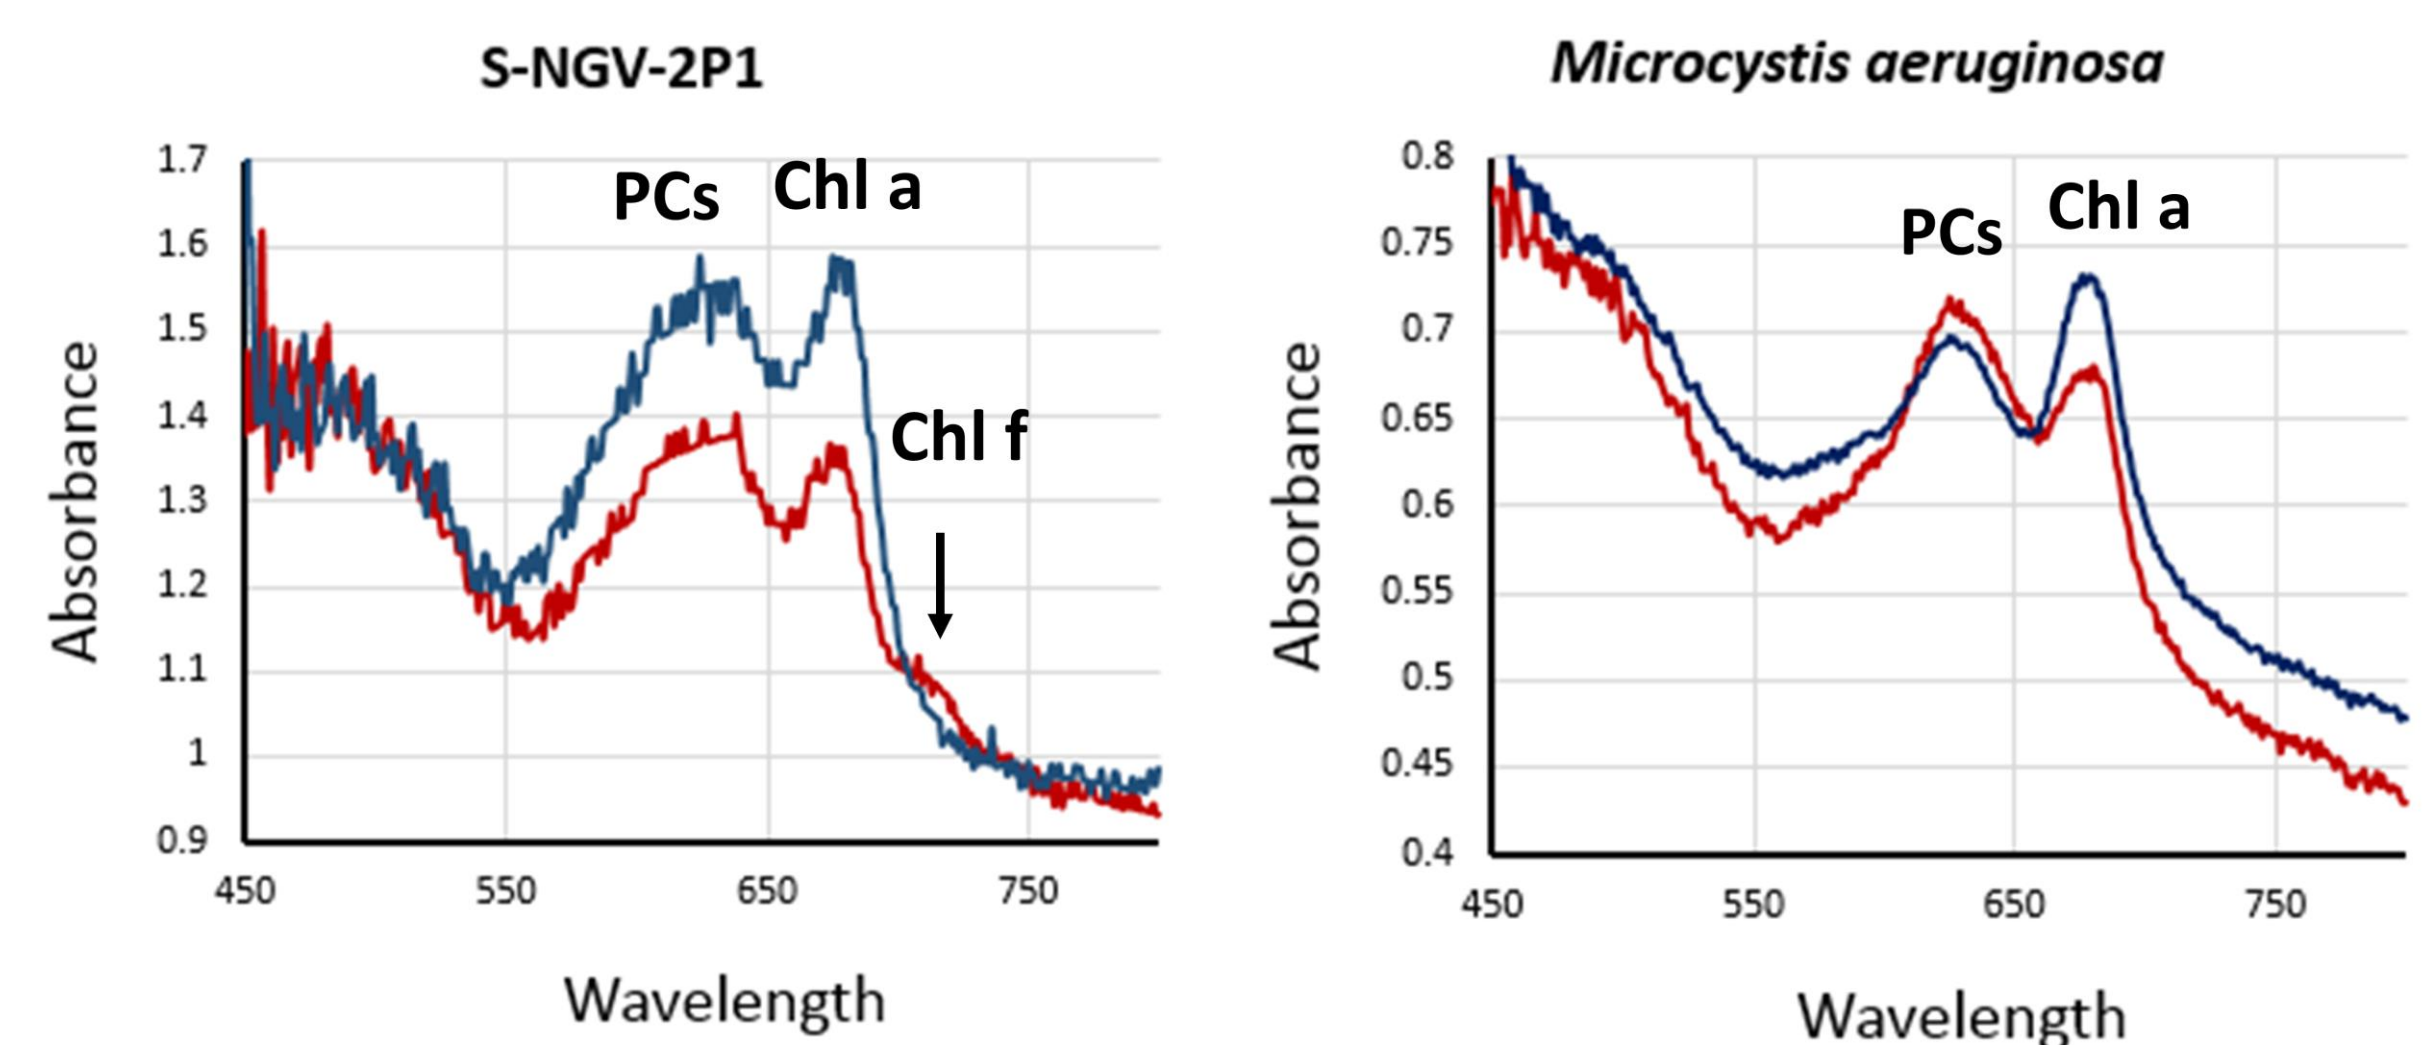 S-NGV-2P1
1.7
1.6
1.5
1.4
1.3
1.2
1.1
1
0.9
Absorbance
PCs
Chl a
Chl f
450 550 650 750
Wavelength
Microcystis aeruginosa
0.8
0.75
0.7
0.65
0.6
0.55
0.5
0.45
0.4
Absorbance
PCs
Chl a
450 550 650 750
Wavelength